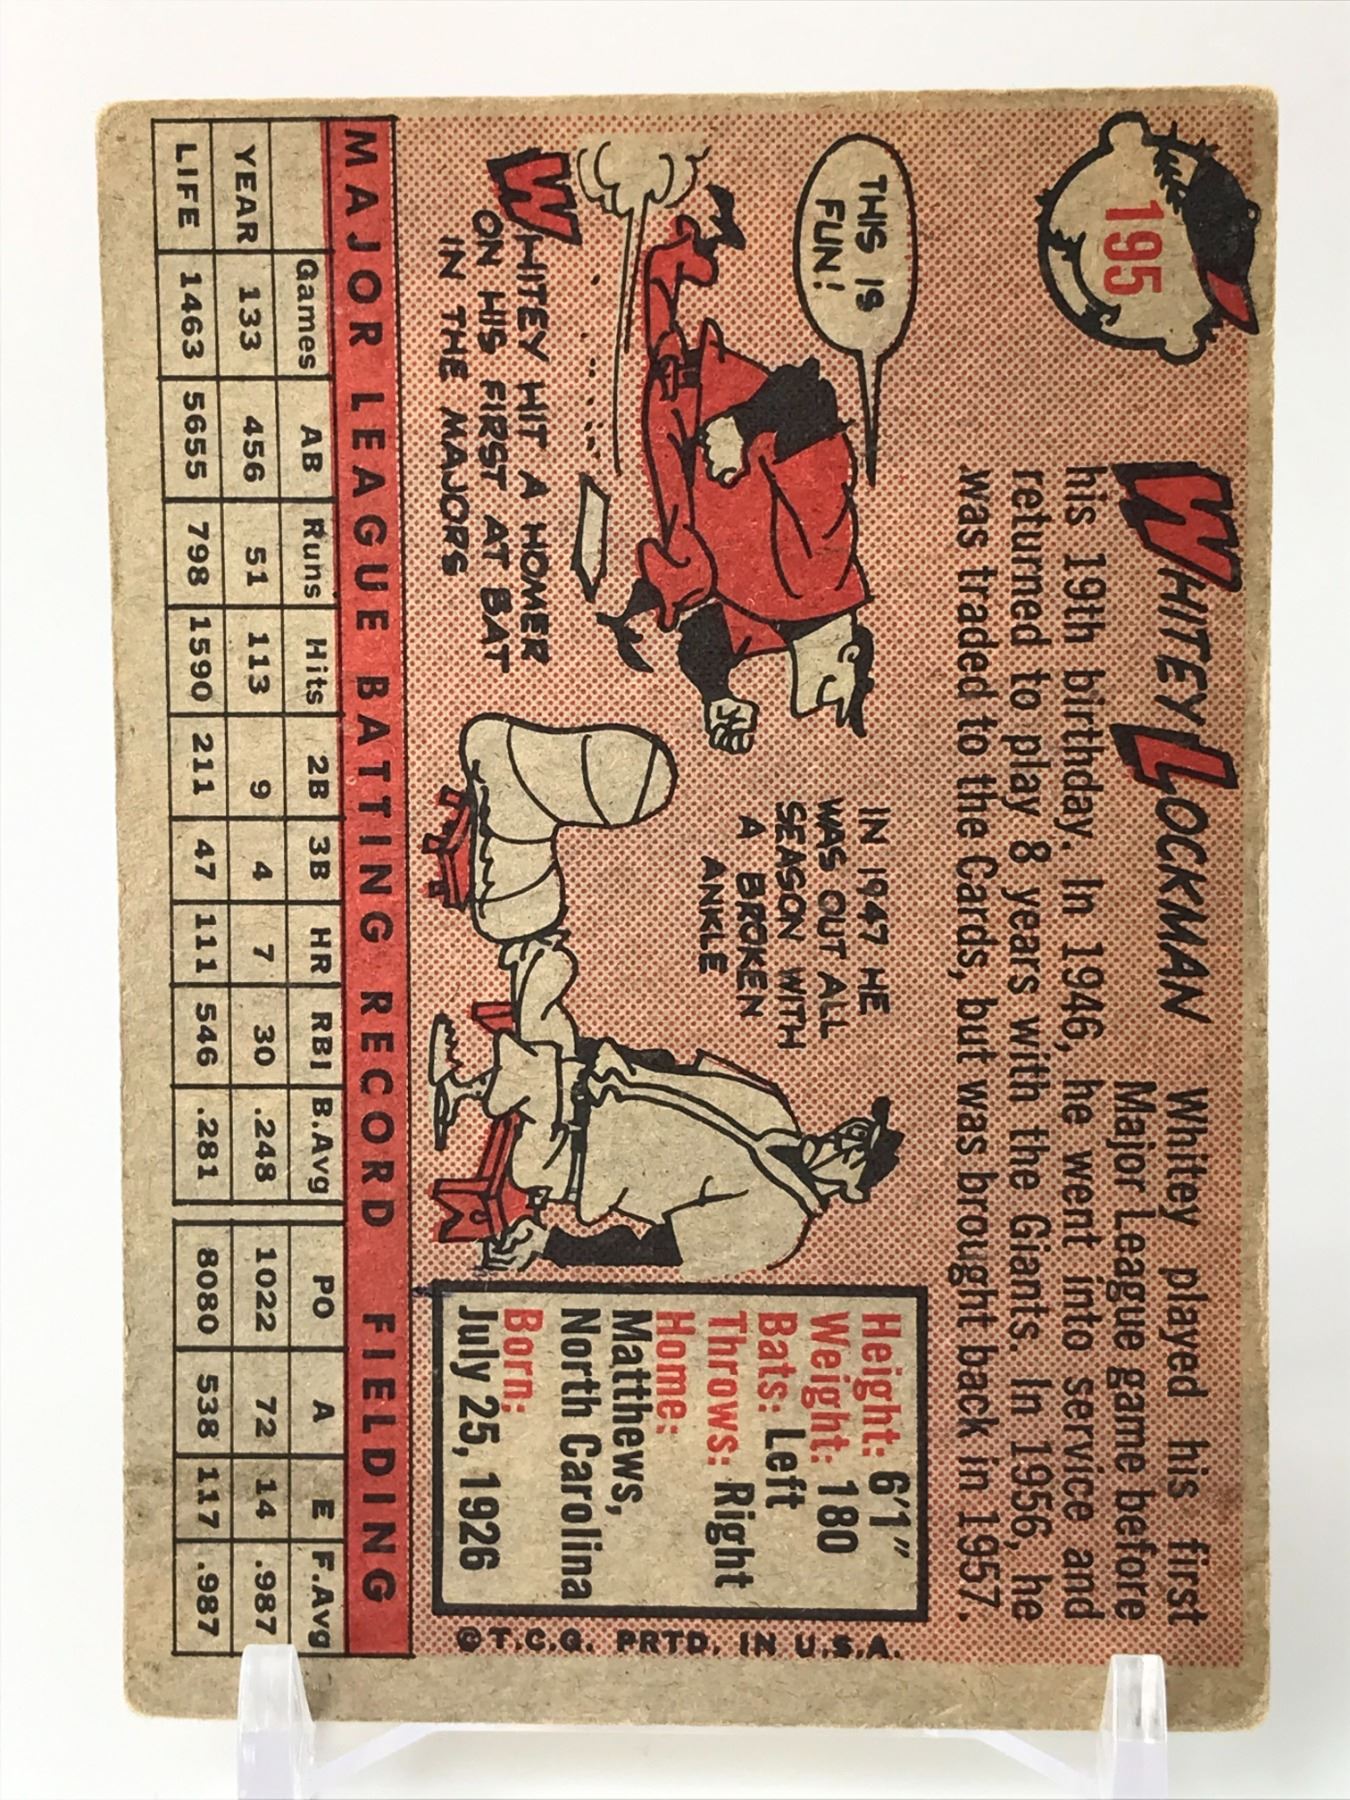 195
WHITEY LOCKMAN
Whitey played his first
Major League game before
his 19th birthday. In 1946, he went into service and
returned to play 8 years with the Giants. In 1956, he
was traded to the Cards, but was brought back in 1957.
THIS IS
FUN!
WHITEY HIT A HOMER
ON HIS FIRST AT BAT
IN THE MAJORS
IN 1947 HE
WAS OUT ALL
SEASON WITH
A BROKEN
ANKLE
Height: 6'1"
Weight: 180
Bats: Left
Throws: Right
Home:
Matthews,
North Carolina
Born:
July 25, 1926
©T.C.G. PRTD. IN U.S.A.
MAJOR LEAGUE BATTING RECORD FIELDING
Games AB Runs Hits 2B 3B HR RBI B.Avg PO A E F.Avg
YEAR 133 456 51 113 9 4 7 30 .248 1022 72 14 .987
LIFE 1463 5655 798 1590 211 47 111 546 .281 8080 538 117 .987